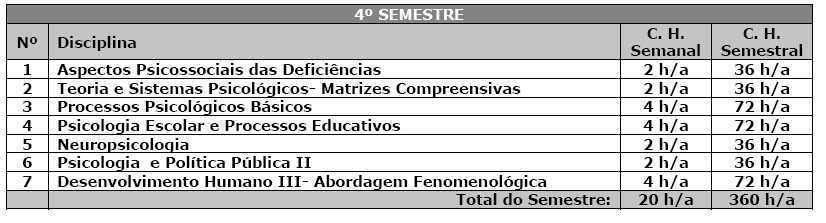 4º SEMESTRE
Nº Disciplina C. H. Semanal C. H. Semestral
1 Aspectos Psicossociais das Deficiências 2 h/a 36 h/a
2 Teoria e Sistemas Psicológicos- Matrizes Compreensivas 2 h/a 36 h/a
3 Processos Psicológicos Básicos 4 h/a 72 h/a
4 Psicologia Escolar e Processos Educativos 4 h/a 72 h/a
5 Neuropsicologia 2 h/a 36 h/a
6 Psicologia e Política Pública II 2 h/a 36 h/a
7 Desenvolvimento Humano III- Abordagem Fenomenológica 4 h/a 72 h/a
Total do Semestre: 20 h/a 360 h/a